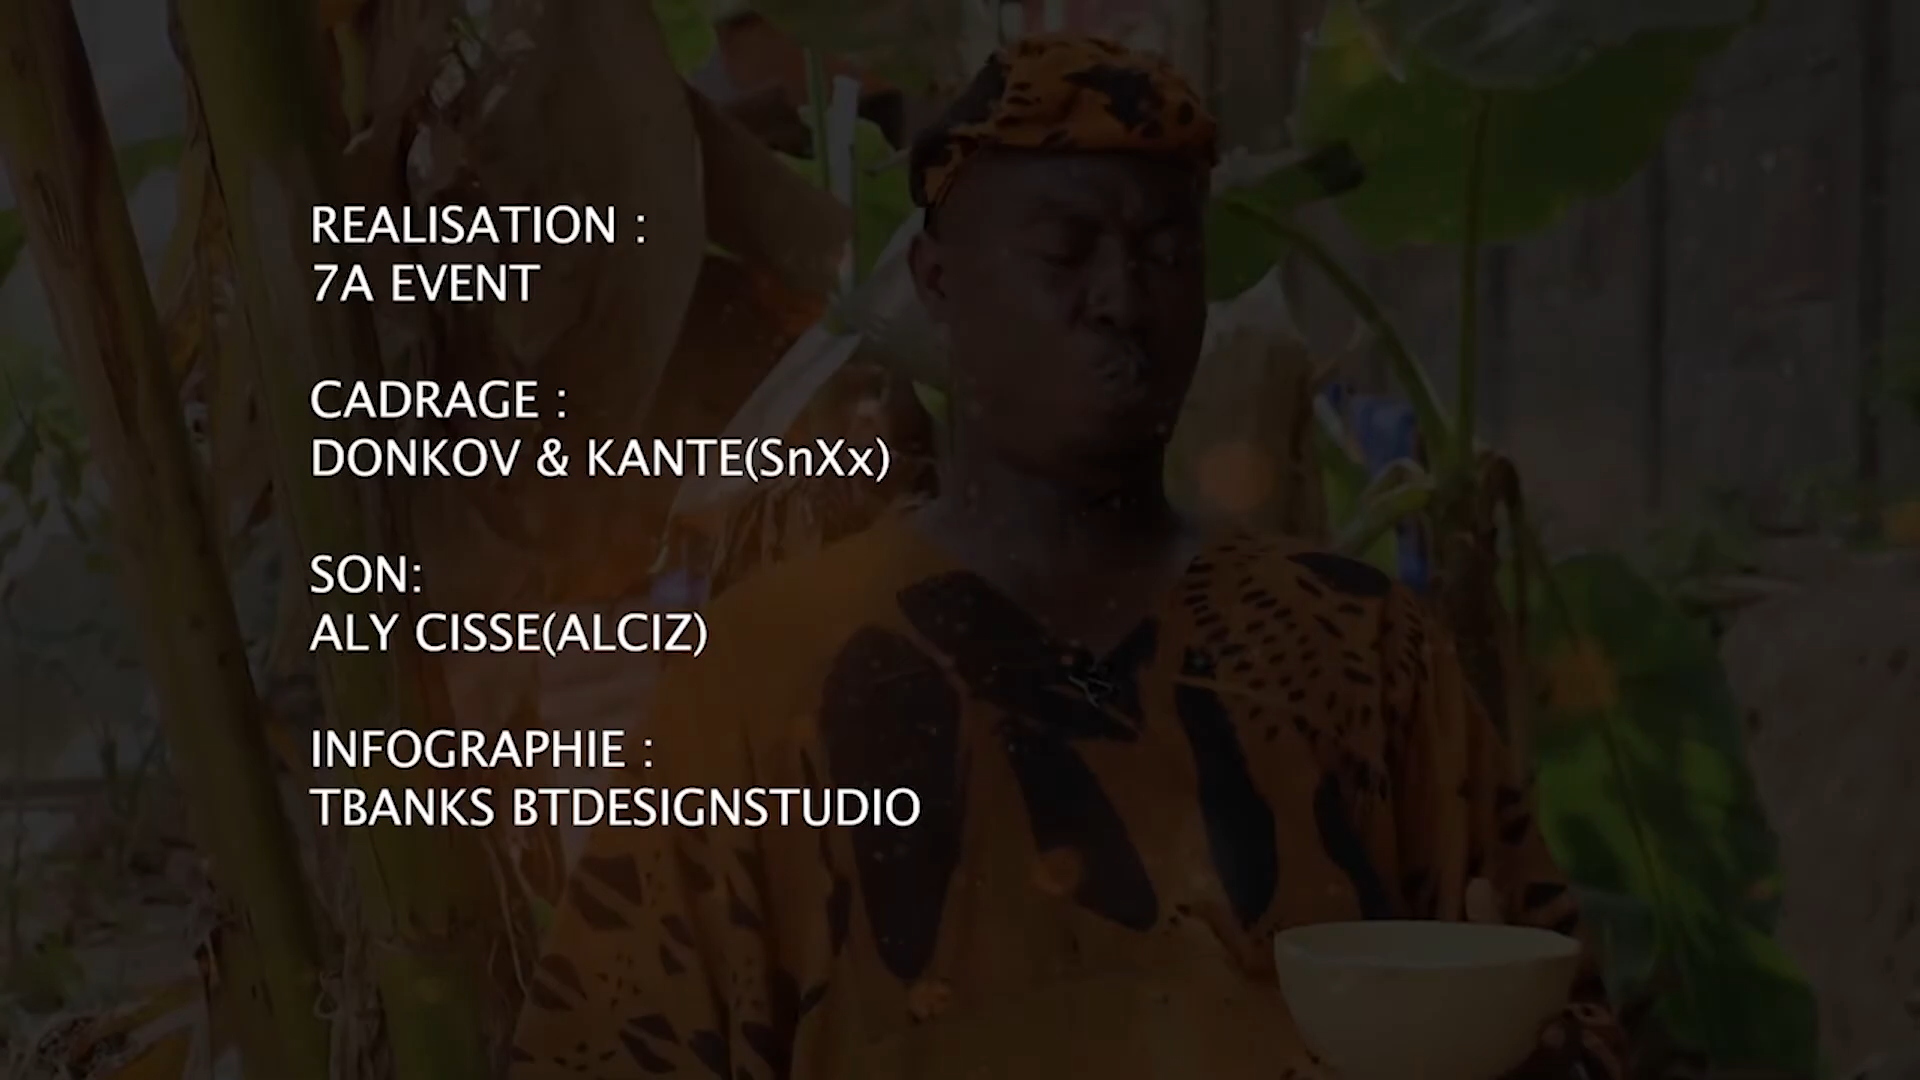 REALISATION :
7A EVENT
CADRAGE :
DONKOV & KANTE(SnXx)
SON:
ALY CISSE(ALCIZ)
INFOGRAPHIE :
TBANKS BTDESIGNSTUDIO